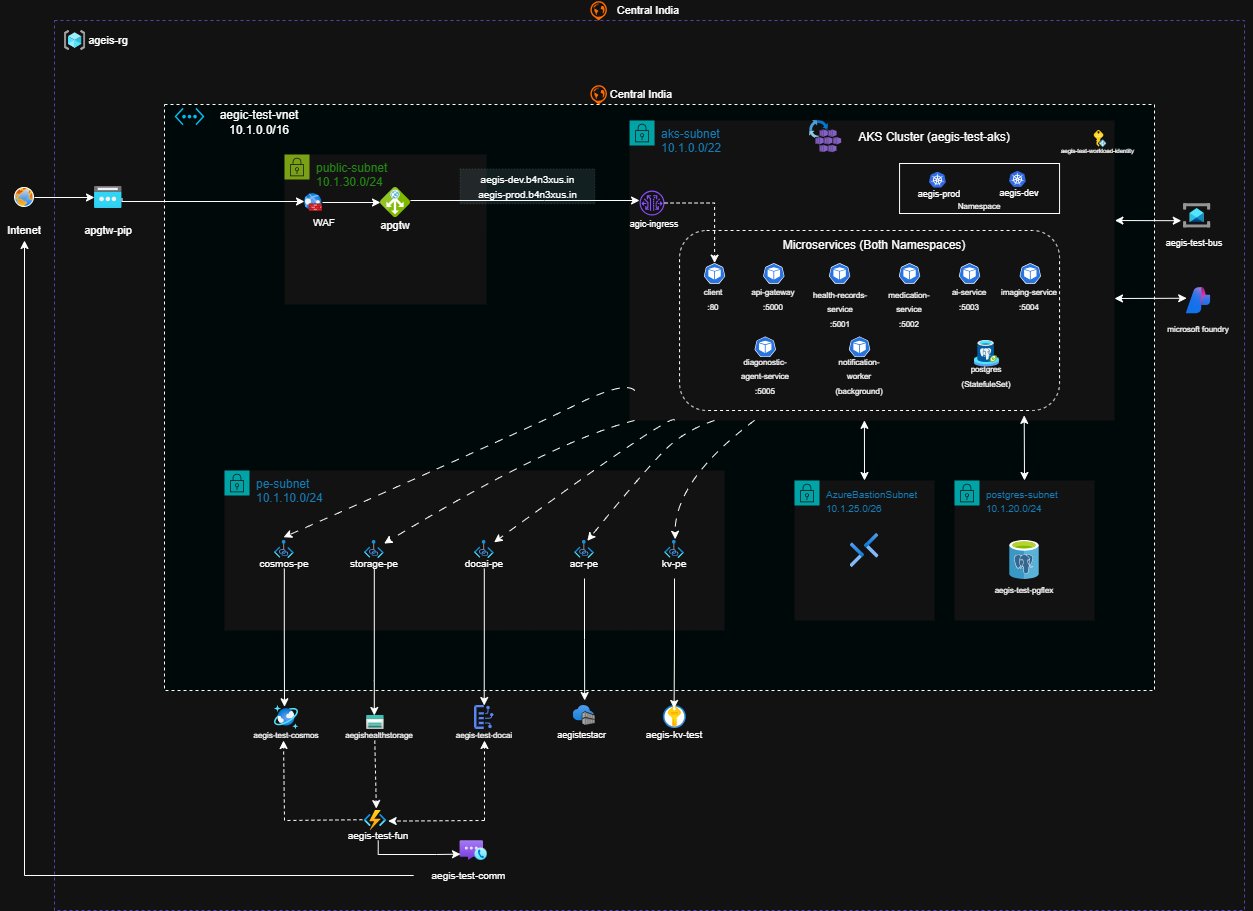 Central India
ageis-rg
Central India
aegic-test-vnet
10.1.0.0/16
aks-subnet
10.1.0.0/22
AKS Cluster (aegis-test-aks)
aegis-test-workload-identity
public-subnet
10.1.30.0/24
aegis-dev.b4n3xus.in
aegis-prod.b4n3xus.in
aegis-prod
aegis-dev
Namespace
Intenet
apgtw-pip
WAF
apgtw
agic-ingress
aegis-test-bus
Microservices (Both Namespaces)
client
:80
api-gateway
:5000
health-records-
service
:5001
medication-
service
:5002
ai-service
:5003
imaging-service
:5004
microsoft foundry
diagonostic-
agent-service
:5005
notification-
worker
(background)
postgres
(StatefuleSet)
pe-subnet
10.1.10.0/24
AzureBastionSubnet
10.1.25.0/26
postgres-subnet
10.1.20.0/24
cosmos-pe
storage-pe
docai-pe
acr-pe
kv-pe
aegis-test-pgflex
aegis-test-cosmos
aegishealthstorage
aegis-test-docai
aegistestacr
aegis-kv-test
aegis-test-fun
aegis-test-comm